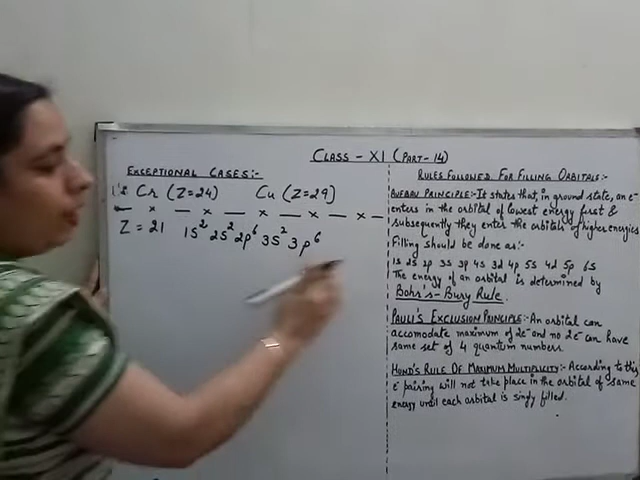 CLASS - XI (PART-14)
EXCEPTIONAL CASES:-
Cr (Z=24) Cu (Z=29)
Z = 21 1s² 2s² 2p⁶ 3s² 3p⁶
RULES FOLLOWED FOR FILLING ORBITALS:-
AUFBAU PRINCIPLE:- It states that, in ground state, an e⁻
enters in the orbital of lowest energy first &
subsequently they enter the orbitals of higher energies
Filling should be done as:-
1s 2s 2p 3s 3p 4s 3d 4p 5s 4d 5p 6s
The energy of an orbital is determined by
Bohr's-Bury Rule.
PAULI'S EXCLUSION PRINCIPLE:- An orbital can
accomodate maximum of 2e⁻ and no 2e⁻ can have
same set of 4 quantum numbers.
HUND'S RULE OF MAXIMUM MULTIPLICITY:- According to this
e⁻ pairing will not take place in the orbital of same
energy until each orbital is singly filled.